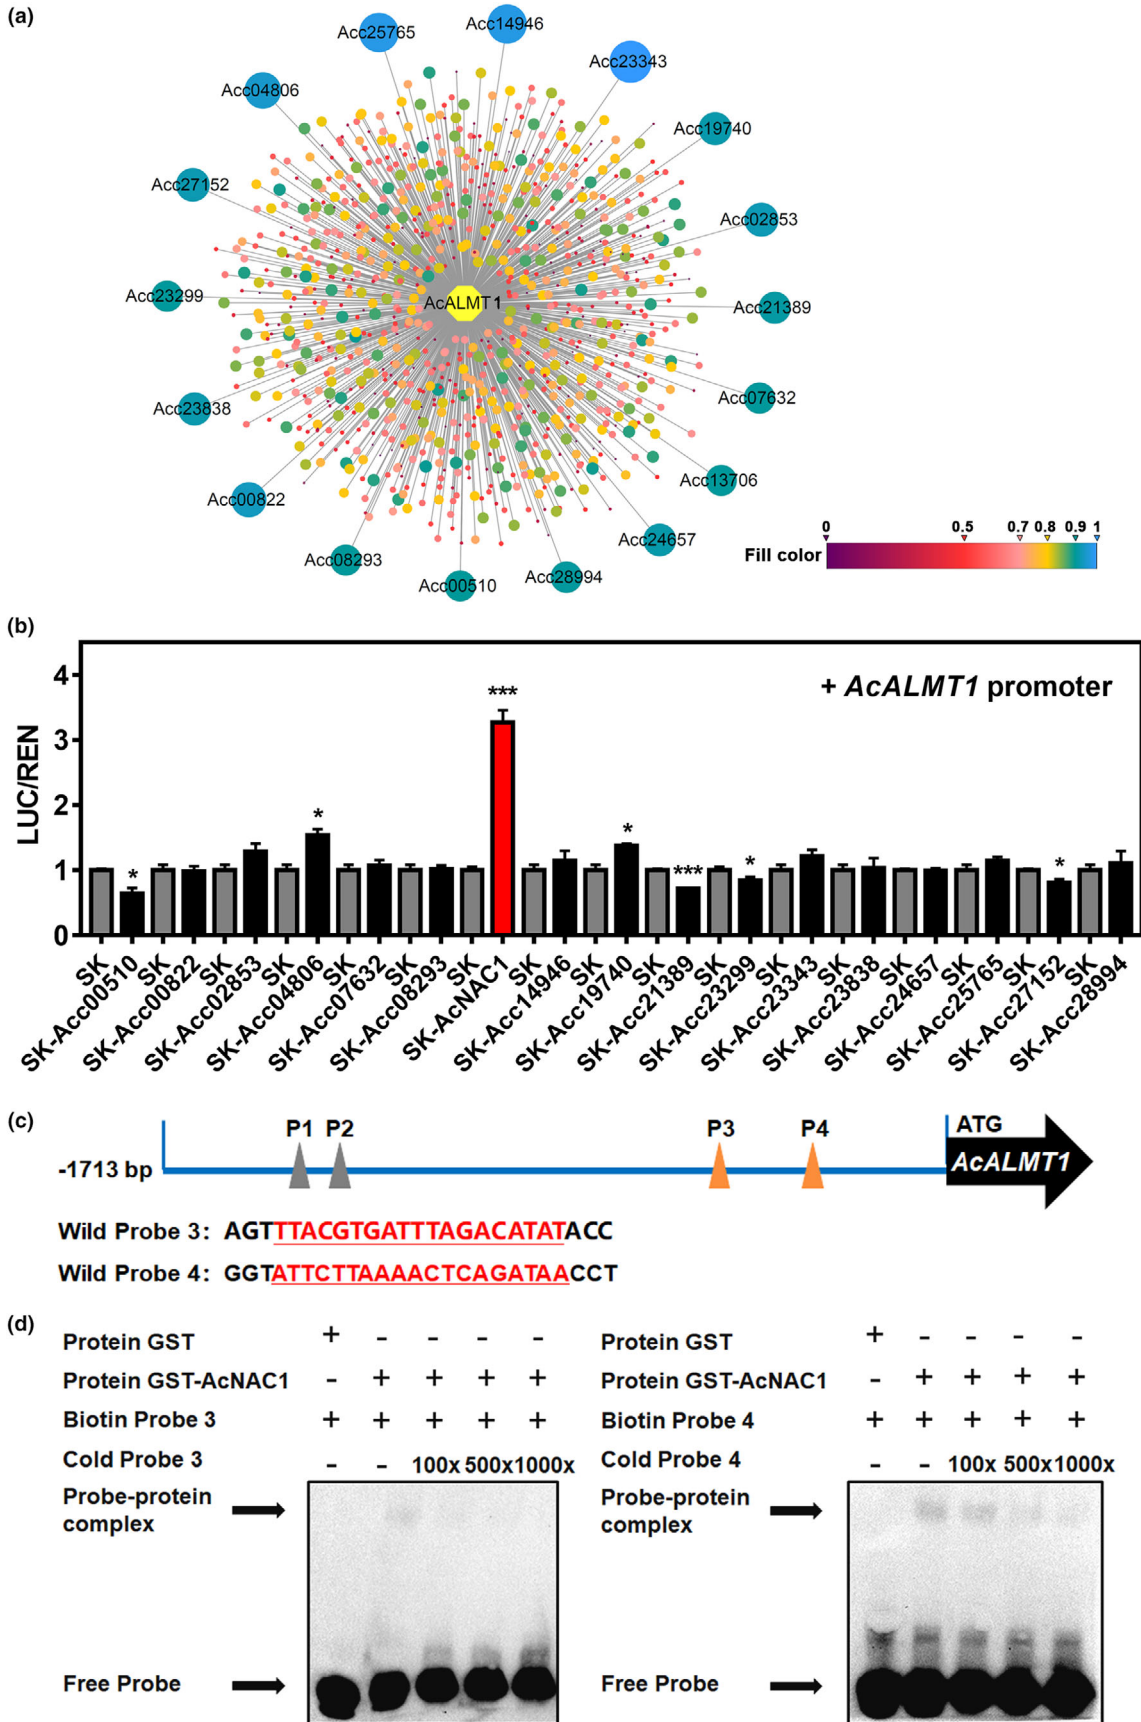 (a)
Acc14946
Acc25765
Acc23343
Acc04806
Acc19740
Acc27152
Acc02853
Acc23299
AcALMT1
Acc21389
Acc23838
Acc07632
Acc00822
Acc13706
Acc24657
Acc08293
Acc00510
Acc28994
0 0.5 0.7 0.8 0.9 1
Fill color
(b)
+ AcALMT1 promoter
LUC/REN
4
3
2
1
0
* * *** * *** * *
SK
SK-Acc00510
SK
SK-Acc00822
SK
SK-Acc02853
SK
SK-Acc04806
SK
SK-Acc07632
SK
SK-Acc08293
SK
SK-AcNAC1
SK
SK-Acc14946
SK
SK-Acc19740
SK
SK-Acc21389
SK
SK-Acc23299
SK
SK-Acc23343
SK
SK-Acc23838
SK
SK-Acc24657
SK
SK-Acc25765
SK
SK-Acc27152
SK
SK-Acc28994
(c)
P1 P2 P3 P4 ATG
-1713 bp AcALMT1
Wild Probe 3: AGTTTACGTGATTTAGACATATACC
Wild Probe 4: GGTATTCTTAAAACTCAGATAACCT
(d)
Protein GST + - - - -
Protein GST-AcNAC1 - + + + +
Biotin Probe 3 + + + + +
Cold Probe 3 - - 100x 500x 1000x
Probe-protein
complex
Free Probe
Protein GST + - - - -
Protein GST-AcNAC1 - + + + +
Biotin Probe 4 + + + + +
Cold Probe 4 - - 100x 500x 1000x
Probe-protein
complex
Free Probe